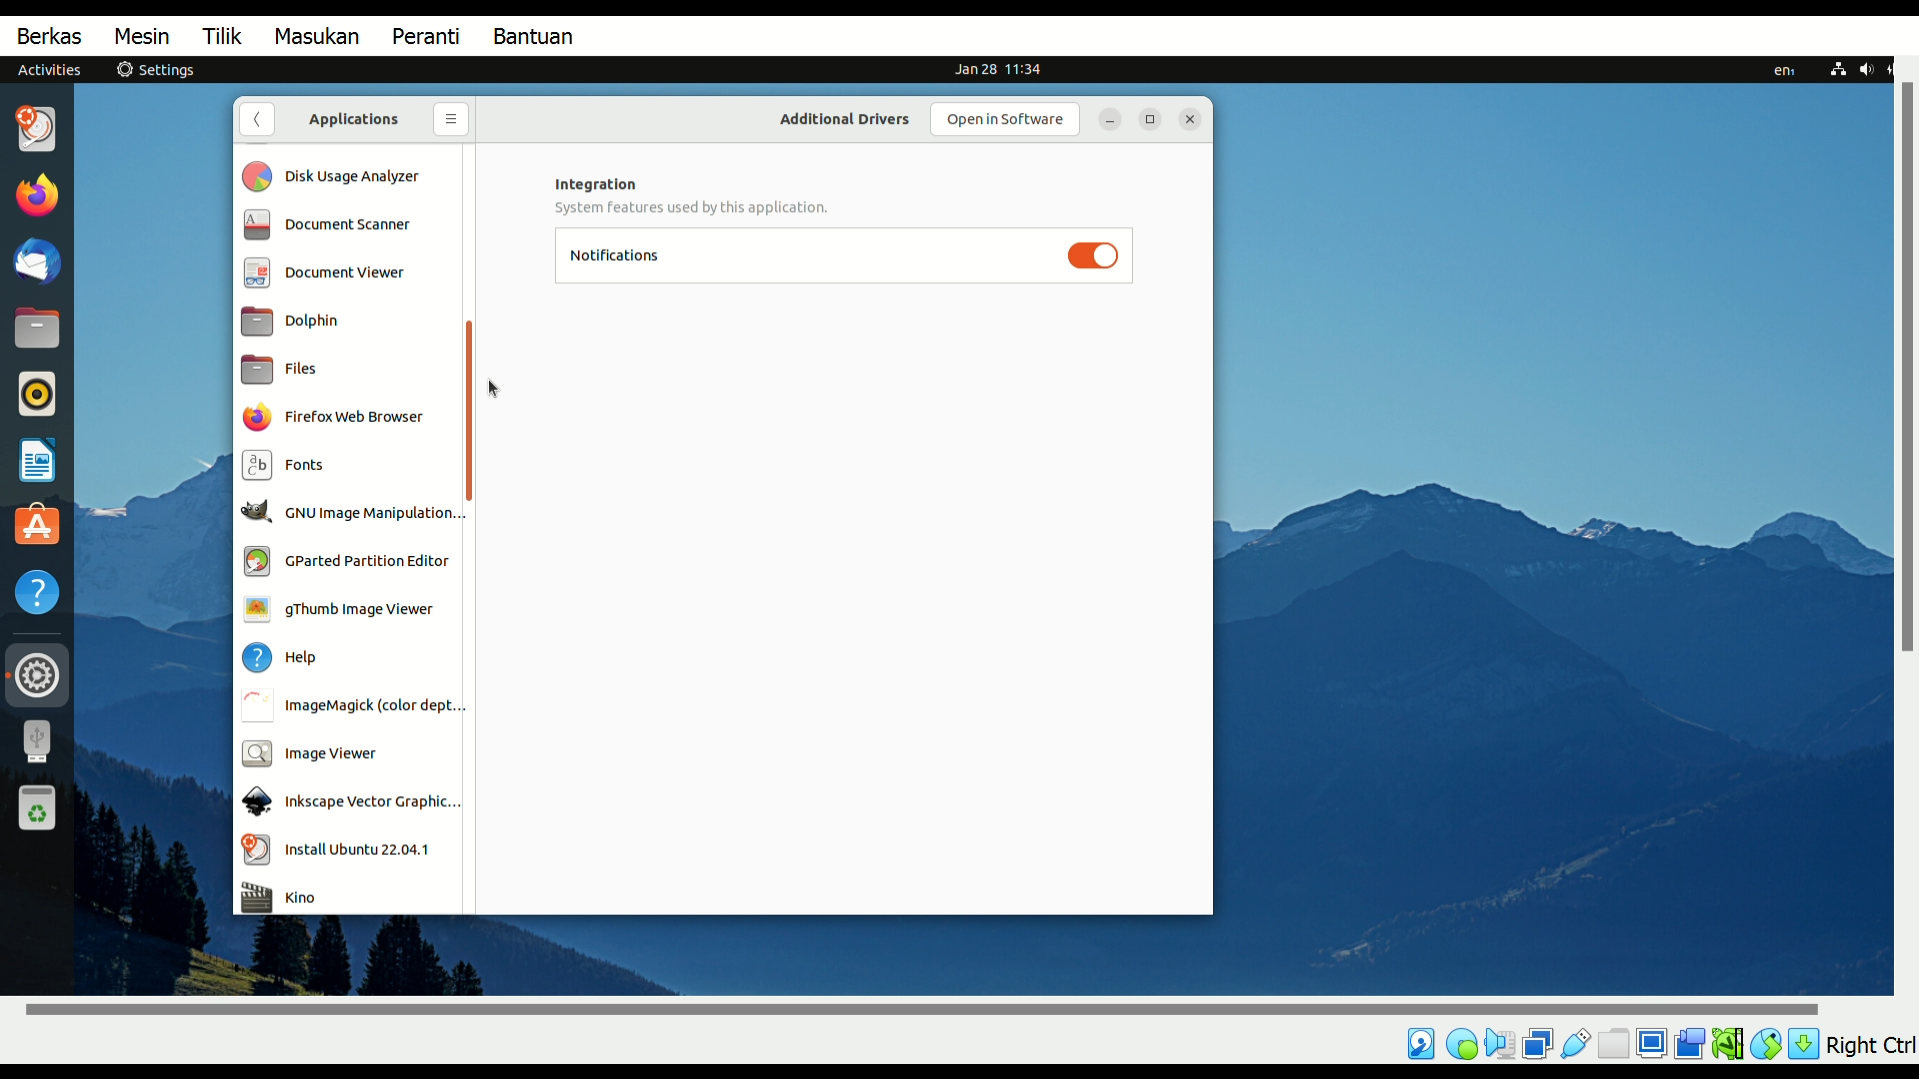 Berkas Mesin Tilik Masukan Peranti Bantuan
Activities Settings Jan 28 11:34 en1
Applications Additional Drivers Open in Software
Disk Usage Analyzer
Integration
System features used by this application.
Document Scanner
Notifications
Document Viewer
Dolphin
Files
Firefox Web Browser
Fonts
GNU Image Manipulation...
GParted Partition Editor
gThumb Image Viewer
Help
ImageMagick (color dept...
Image Viewer
Inkscape Vector Graphic...
Install Ubuntu 22.04.1
Kino
Right Ctrl